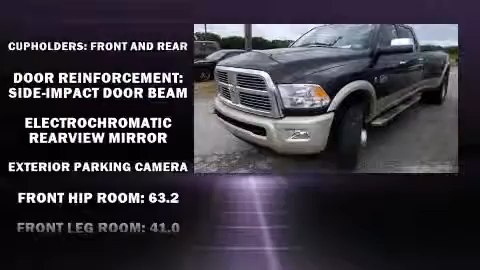 CUPHOLDERS: FRONT AND REAR
DOOR REINFORCEMENT:
SIDE-IMPACT DOOR BEAM
ELECTROCHROMATIC
REARVIEW MIRROR
EXTERIOR PARKING CAMERA
FRONT HIP ROOM: 63.2
FRONT LEG ROOM: 41.0